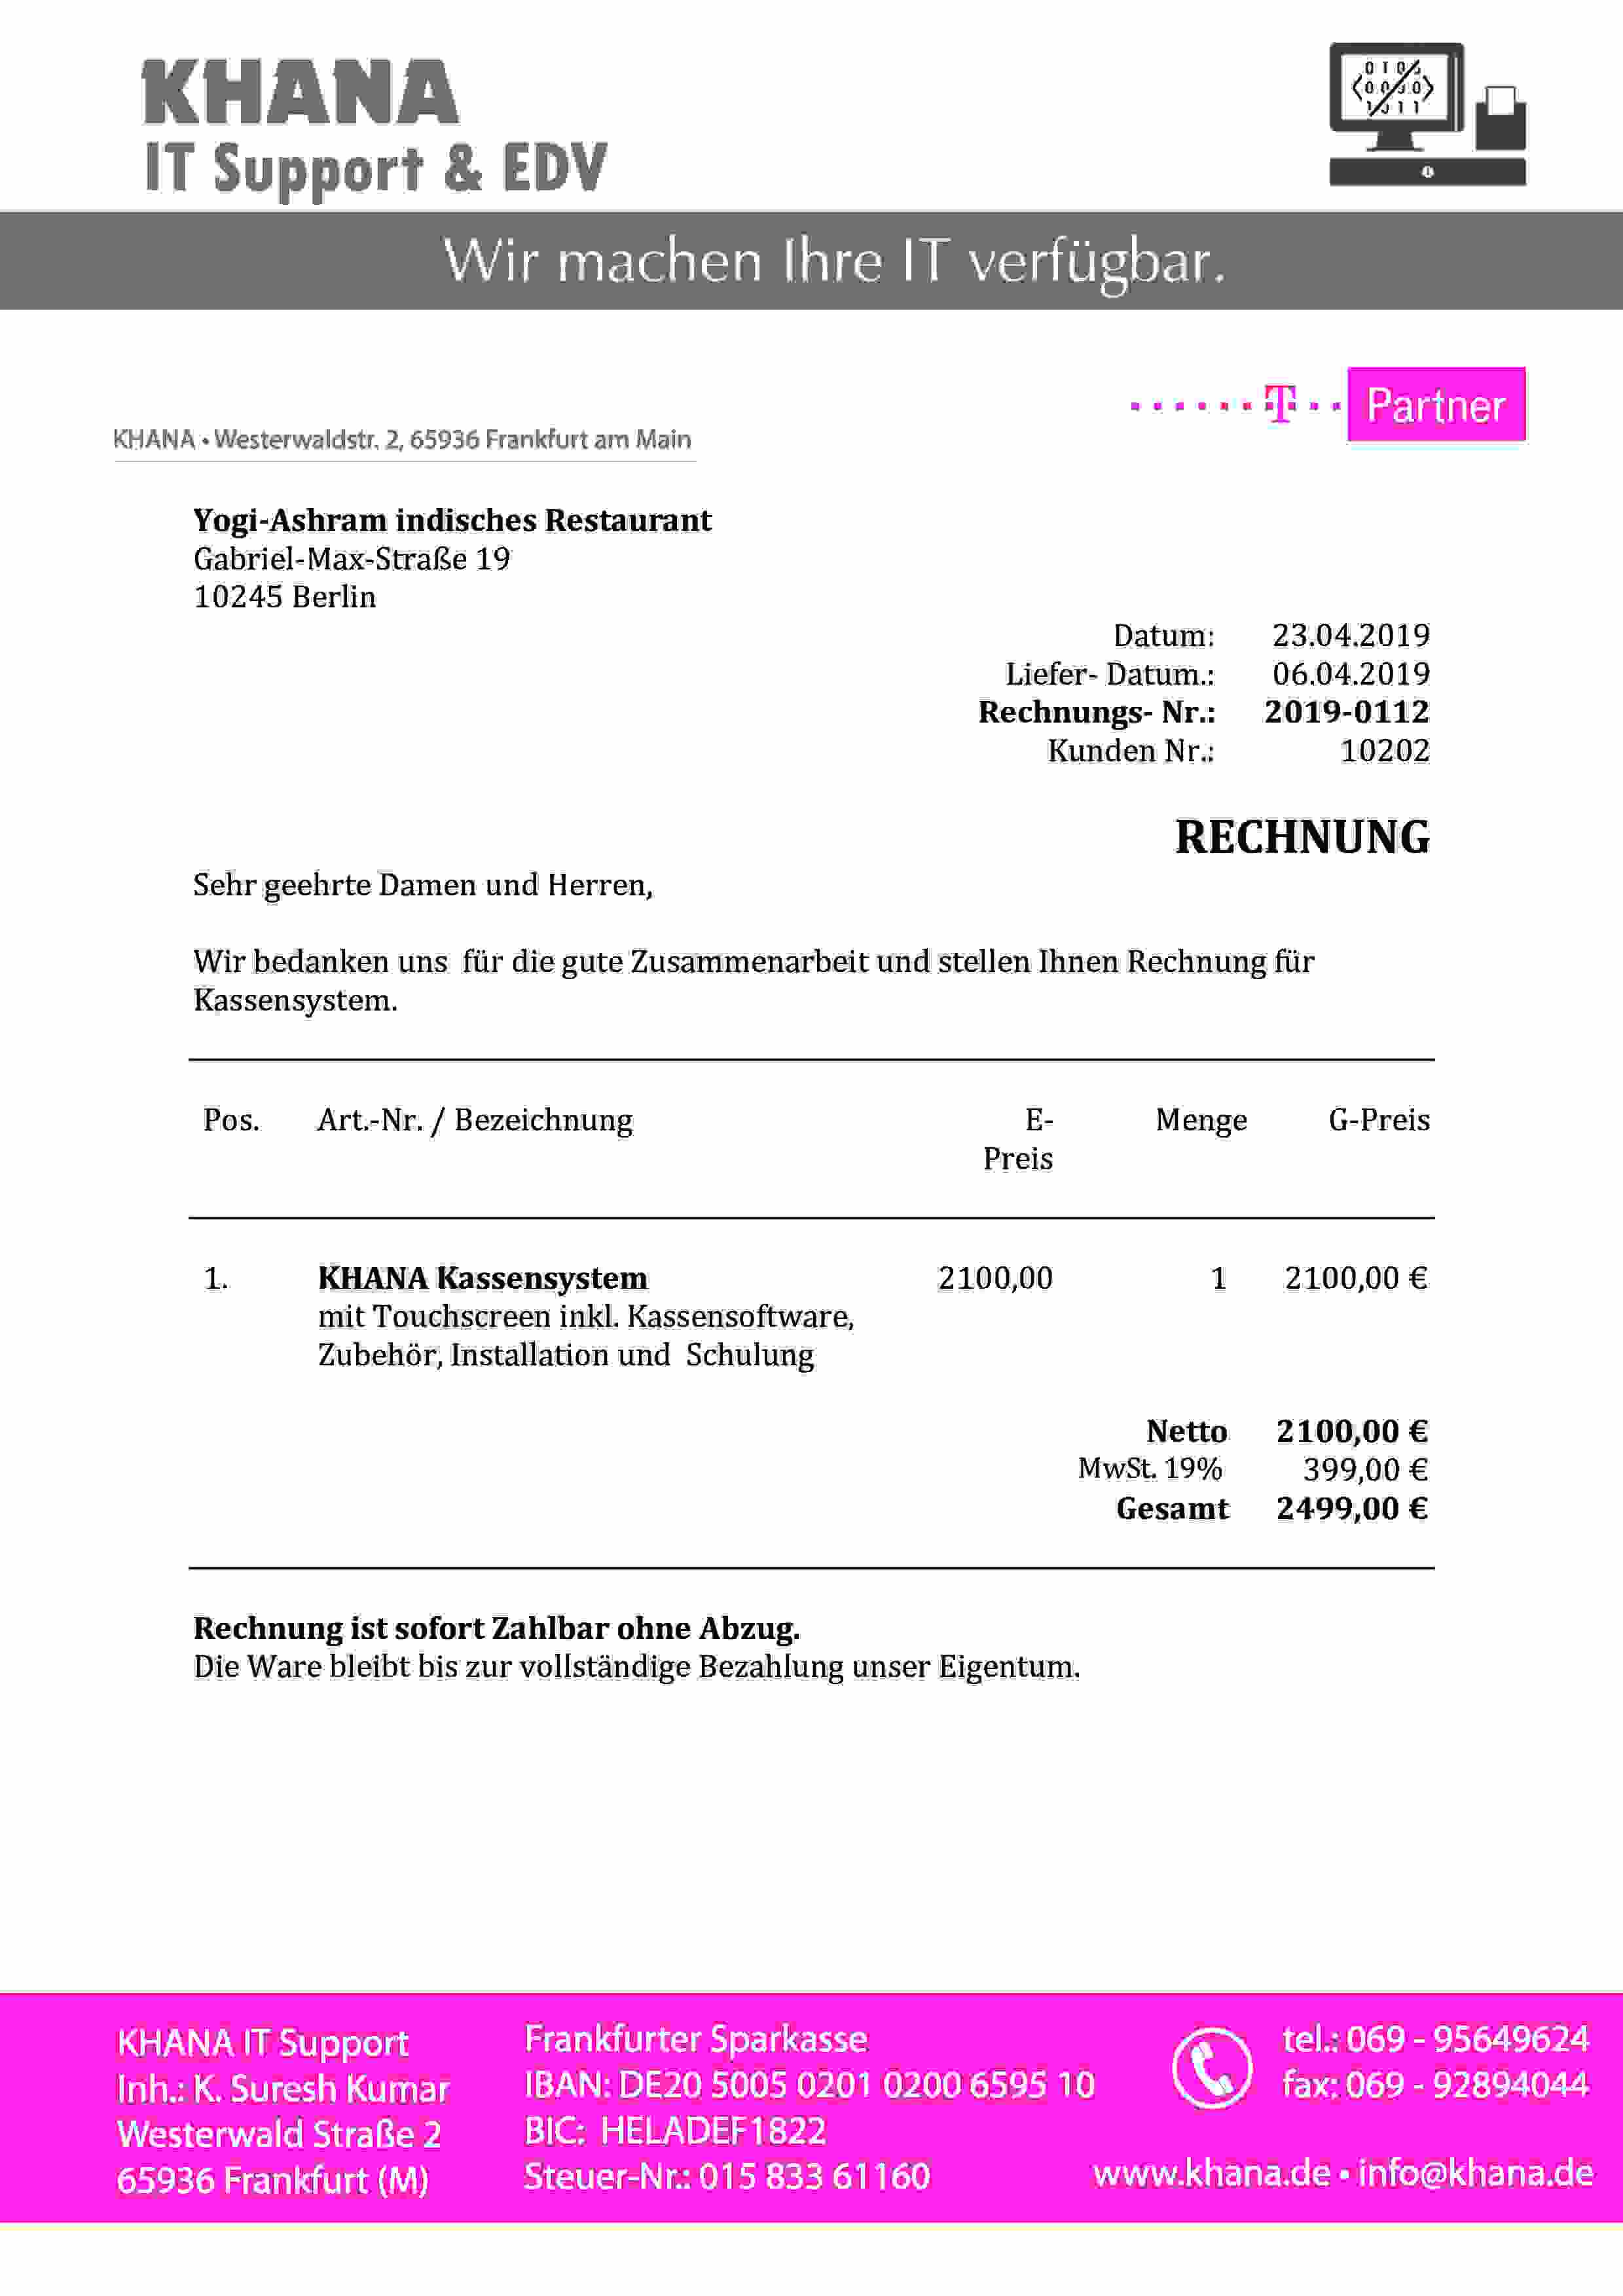 KHANA
IT Support & EDV
Wir machen Ihre IT verfügbar.
T Partner
KHANA • Westerwaldstr. 2, 65936 Frankfurt am Main
Yogi-Ashram indisches Restaurant
Gabriel-Max-Straße 19
10245 Berlin
Datum: 23.04.2019
Liefer- Datum.: 06.04.2019
Rechnungs- Nr.: 2019-0112
Kunden Nr.: 10202
RECHNUNG
Sehr geehrte Damen und Herren,
Wir bedanken uns für die gute Zusammenarbeit und stellen Ihnen Rechnung für
Kassensystem.
Pos. Art.-Nr. / Bezeichnung E- Menge G-Preis
Preis
1. KHANA Kassensystem 2100,00 1 2100,00 €
mit Touchscreen inkl. Kassensoftware,
Zubehör, Installation und Schulung
Netto 2100,00 €
MwSt. 19% 399,00 €
Gesamt 2499,00 €
Rechnung ist sofort Zahlbar ohne Abzug.
Die Ware bleibt bis zur vollständige Bezahlung unser Eigentum.
KHANA IT Support
Inh.: K. Suresh Kumar
Westerwald Straße 2
65936 Frankfurt (M)
Frankfurter Sparkasse
IBAN: DE20 5005 0201 0200 6595 10
BIC: HELADEF1822
Steuer-Nr.: 015 833 61160
tel.: 069 - 95649624
fax: 069 - 92894044
www.khana.de • info@khana.de